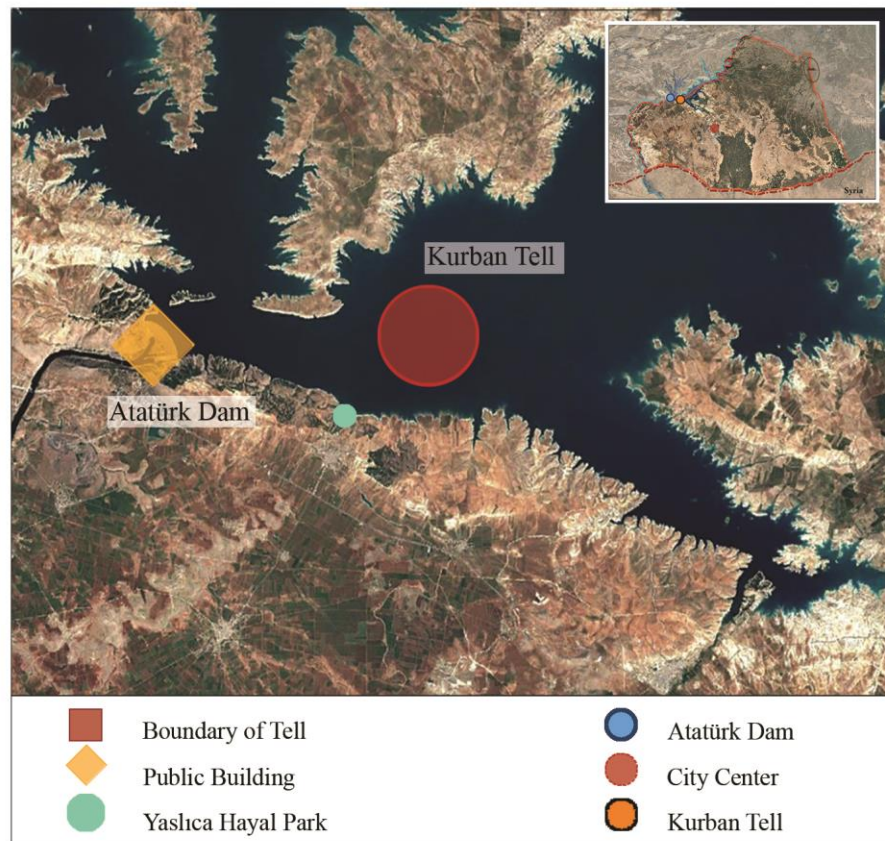 Syria
Kurban Tell
Atatürk Dam
Boundary of Tell
Public Building
Yaslıca Hayal Park
Atatürk Dam
City Center
Kurban Tell